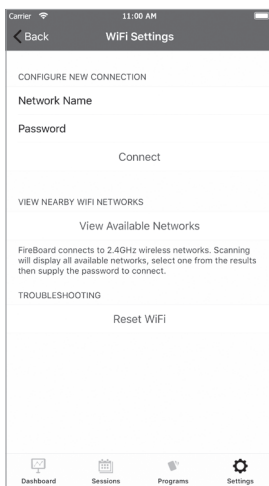 Carrier 11:00 AM
Back WiFi Settings
CONFIGURE NEW CONNECTION
Network Name
Password
Connect
VIEW NEARBY WIFI NETWORKS
View Available Networks
FireBoard connects to 2.4GHz wireless networks. Scanning
will display all available networks, select one from the results
then supply the password to connect.
TROUBLESHOOTING
Reset WiFi
Dashboard Sessions Programs Settings